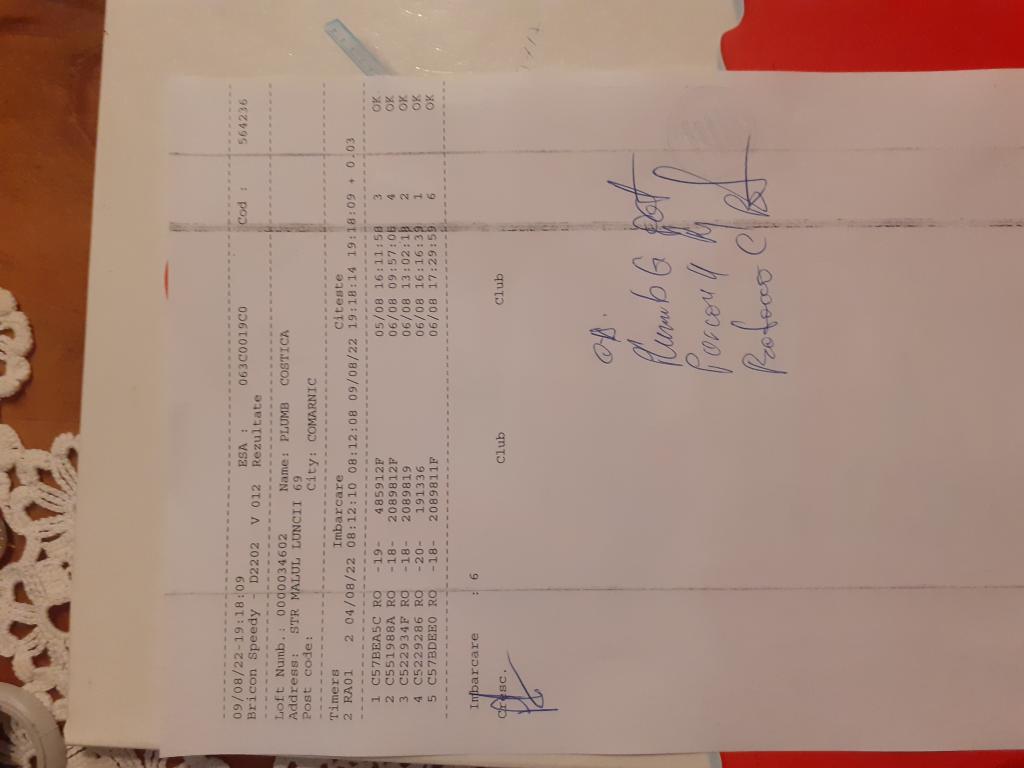 09/08/22-19:18:09
Bricon Speedy - D2202 V 012 ESA : 063C0019C0 Cod : 564236
Rezultate
Loft Numb.: 0000034602 Name: PLUMB COSTICA
Address: STR MALUL LUNCII 69
Post code: City: COMARNIC
Timers Imbarcare Citeste
2 RA01 2 04/08/22 08:12:10 08:12:08 09/08/22 19:18:14 19:18:09 + 0.03
1 C57BEA5C RO -19- 485912F 05/08 16:11:58 3 OK
2 C551988A RO -18- 2089812F 06/08 09:57:06 4 OK
3 C522934F RO -18- 2089819 06/08 13:02:18 2 OK
4 C5229286 RO -20- 191336 06/08 16:16:39 1 OK
5 C57BDEE0 RO -18- 2089811F 06/08 17:29:59 6 OK
Imbarcare : 6
Cresc. Club Club
Plumb G